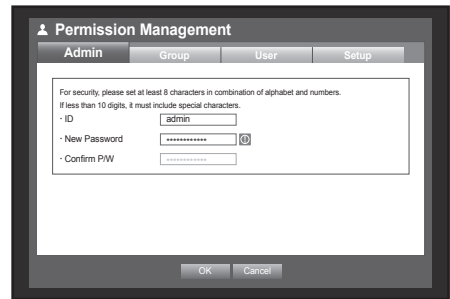 Permission Management
Admin Group User Setup
For security, please set at least 8 characters in combination of alphabet and numbers.
If less than 10 digits, it must include special characters.
· ID admin
· New Password ************
· Confirm P/W ************
OK Cancel